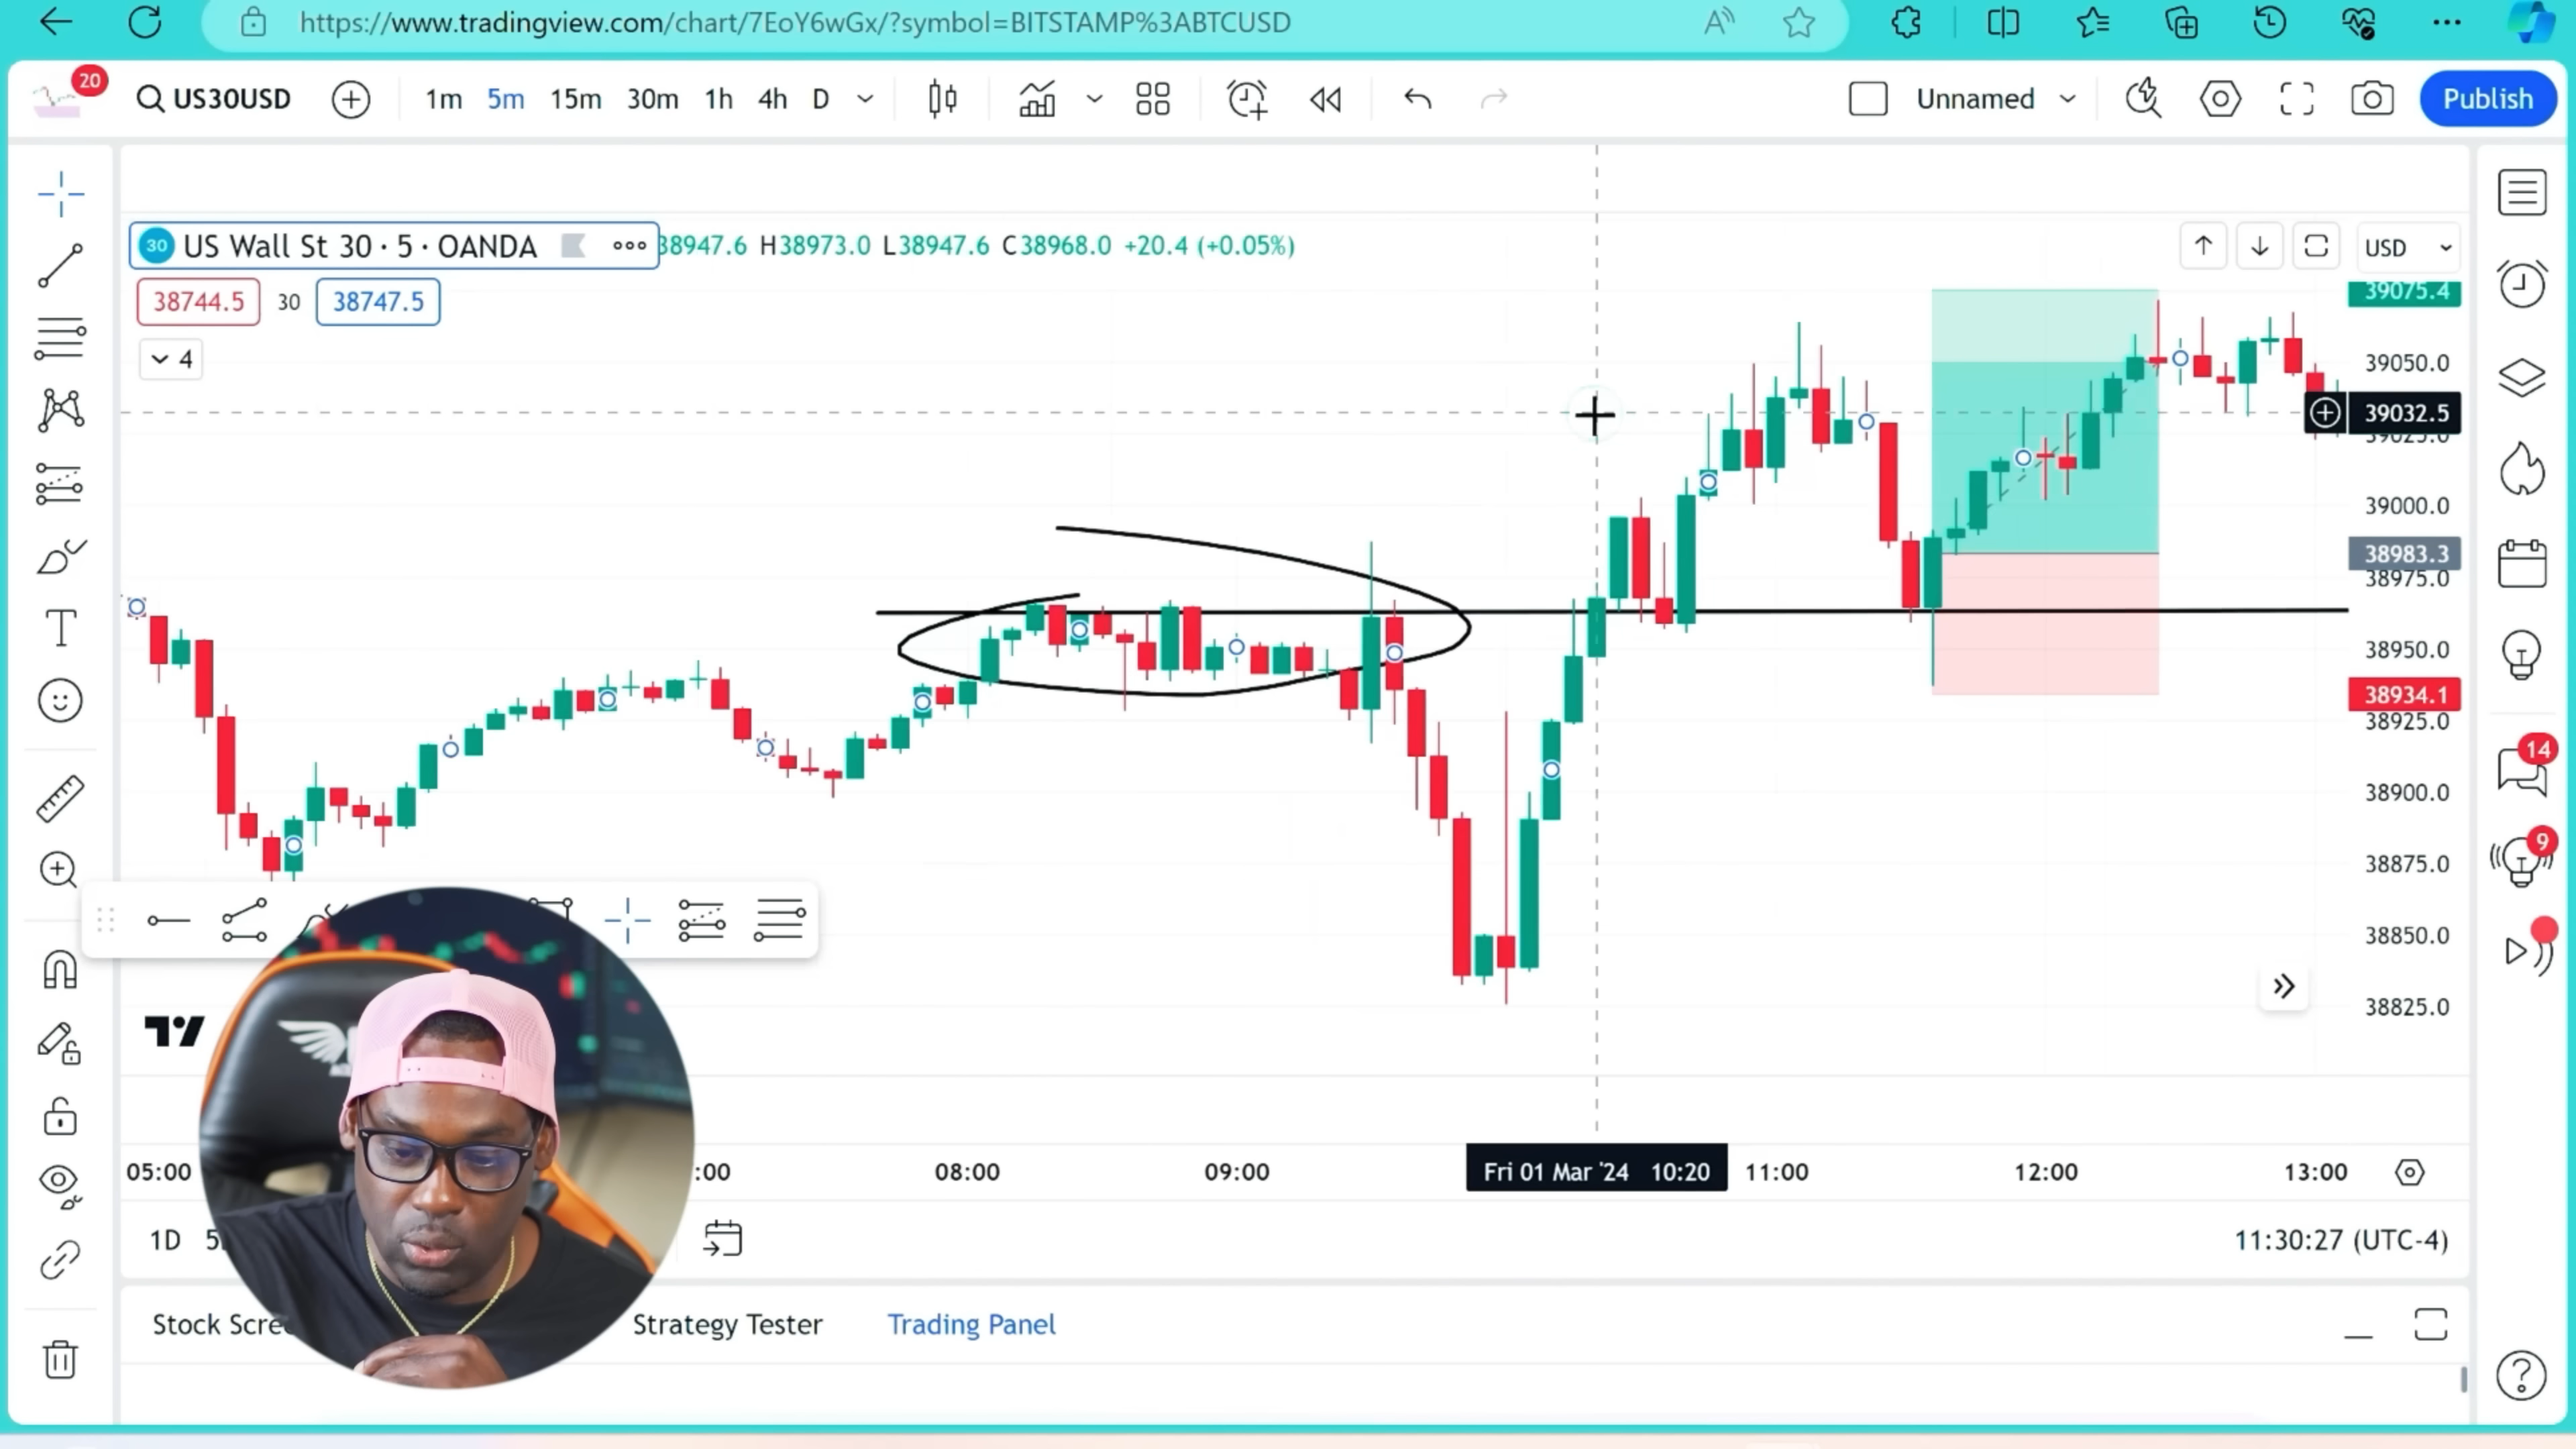 https://www.tradingview.com/chart/7EoY6wGx/?symbol=BITSTAMP%3ABTCUSD
20
US30USD 1m 5m 15m 30m 1h 4h D Unnamed Publish
30 US Wall St 30 · 5 · OANDA 38947.6 H38973.0 L38947.6 C38968.0 +20.4 (+0.05%) USD
38744.5 30 38747.5
4
39075.4
39050.0
39032.5
39025.0
39000.0
38983.3
38975.0
38950.0
38934.1
38925.0
38900.0
38875.0
38850.0
38825.0
14
9
05:00 :00 08:00 09:00 Fri 01 Mar '24 10:20 11:00 12:00 13:00
1D 11:30:27 (UTC-4)
Stock Strategy Tester Trading Panel